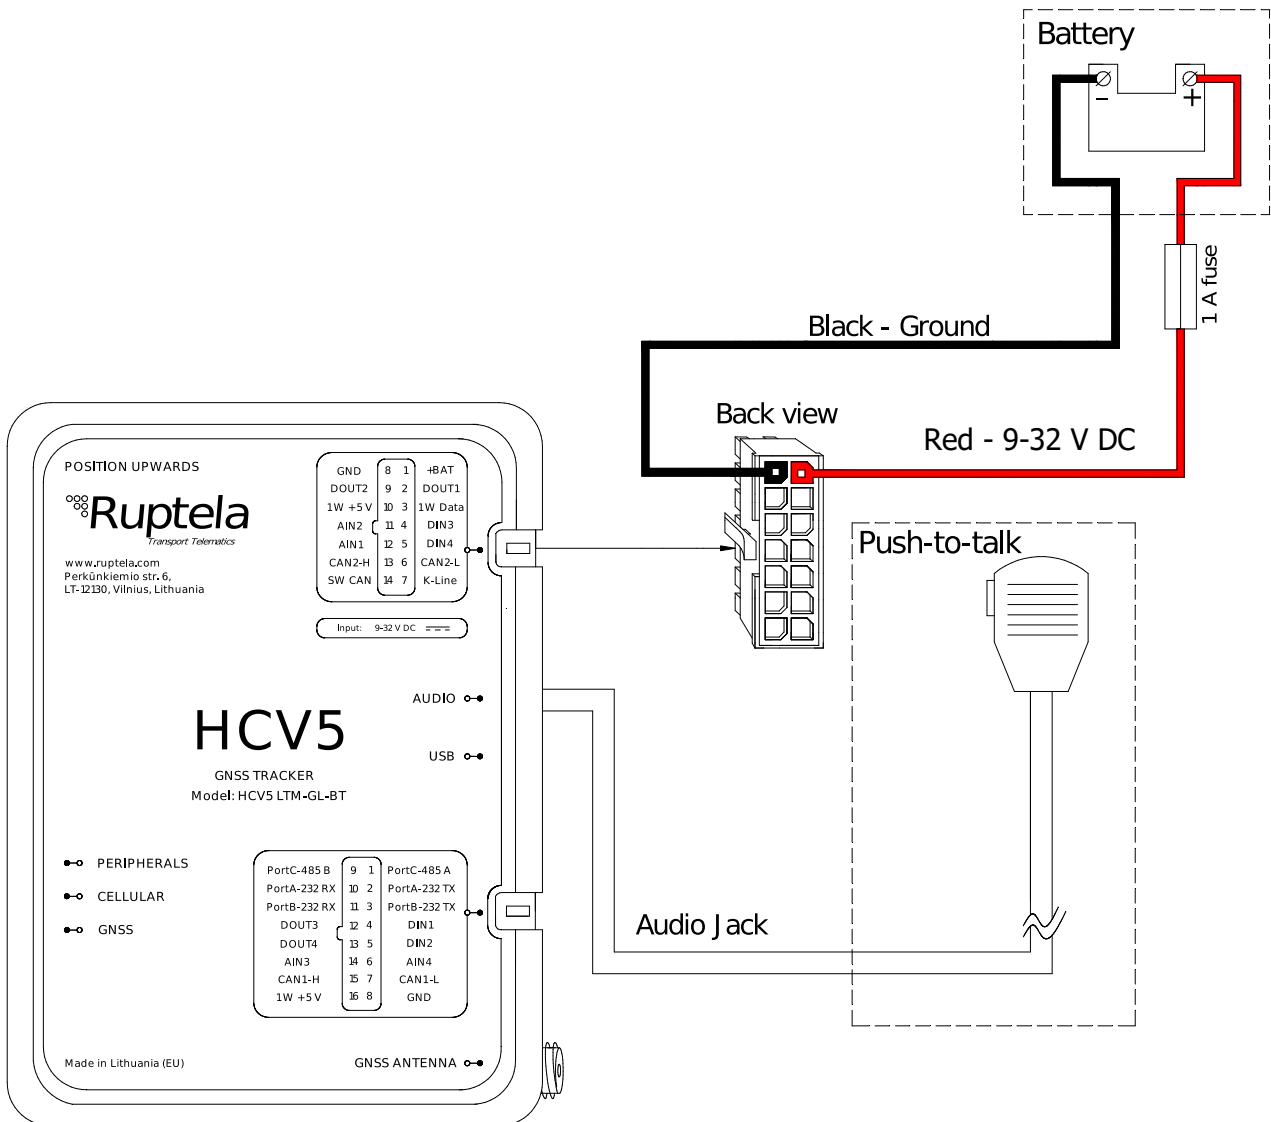 Battery
-
+
1 A fuse
Black - Ground
Back view
Red - 9-32 V DC
Push-to-talk
Audio Jack
POSITION UPWARDS
Ruptela
Transport Telematics
www.ruptela.com
Perkūnkiemio str. 6,
LT-12130, Vilnius, Lithuania
GND 8 1 +BAT
DOUT2 9 2 DOUT1
1W +5 V 10 3 1W Data
AIN2 11 4 DIN3
AIN1 12 5 DIN4
CAN2-H 13 6 CAN2-L
SW CAN 14 7 K-Line
Input: 9-32 V DC
AUDIO
HCV5
USB
GNSS TRACKER
Model: HCV5 LTM-GL-BT
PERIPHERALS
CELLULAR
GNSS
PortC-485 B 9 1 PortC-485 A
PortA-232 RX 10 2 PortA-232 TX
PortB-232 RX 11 3 PortB-232 TX
DOUT3 12 4 DIN1
DOUT4 13 5 DIN2
AIN3 14 6 AIN4
CAN1-H 15 7 CAN1-L
1W +5 V 16 8 GND
Made in Lithuania (EU)
GNSS ANTENNA